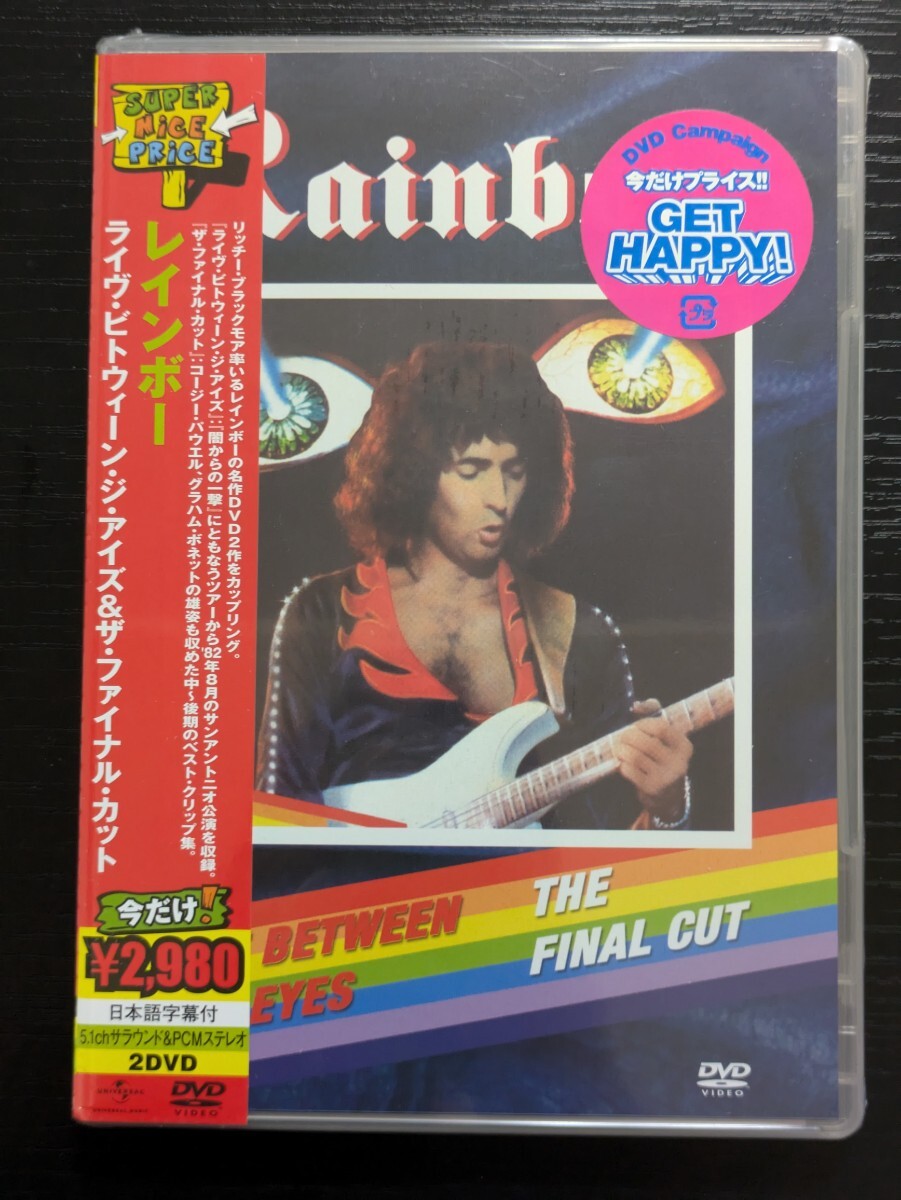 SUPER
NiCE
PRiCE
レインボー
ライヴ・ビトウィーン・ジ・アイズ&ザ・ファイナル・カット
リッチー・ブラックモア率いるレインボーの名作DVD2作をカップリング。
『ライヴ・ビトウィーン・ジ・アイズ』:『闇からの一撃』にともなうツアーから'82年8月のサンアントニオ公演を収録。
『ザ・ファイナル・カット』:コージー・パウエル、グラハム・ボネットの雄姿も収めた中~後期のベスト・クリップ集。
今だけ!
¥2,980
日本語字幕付
5.1chサラウンド&PCMステレオ
2DVD
UNIVERSAL
UNIVERSAL MUSIC
DVD
VIDEO
Rainb
DVD Campaign
今だけプライス!!
GET
HAPPY!
プラ
BETWEEN
EYES
THE
FINAL CUT
DVD
VIDEO